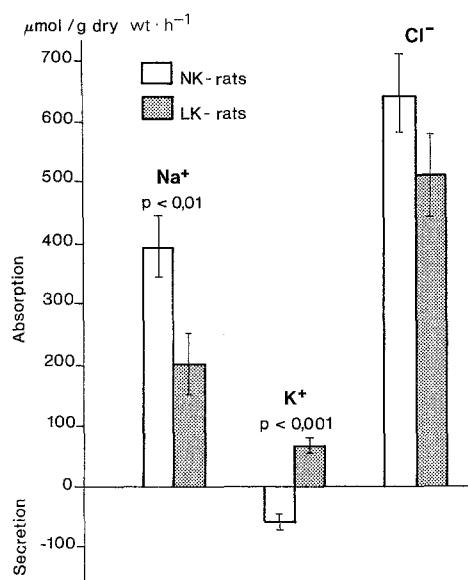 μmol/g dry wt·h⁻¹
Cl⁻
700
NK-rats
600
LK-rats
Na⁺
p < 0,01
500
400
Absorption
300
200
K⁺
p < 0,001
100
0
Secretion
-100